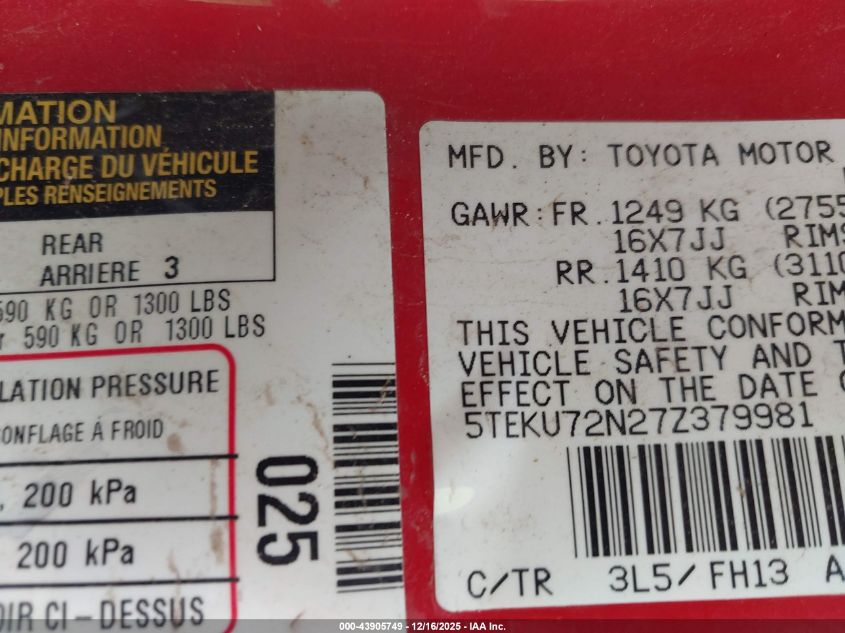 MATION
INFORMATION
CHARGE DU VÉHICULE
PLES RENSEIGNEMENTS
REAR
ARRIERE 3
590 KG OR 1300 LBS
r 590 KG OR 1300 LBS
LATION PRESSURE
ONFLAGE À FROID
, 200 kPa
200 kPa
OIR CI-DESSUS
025
MFD. BY: TOYOTA MOTOR
GAWR: FR. 1249 KG (2755
16X7JJ RIMS
RR. 1410 KG (3110
16X7JJ RIM
THIS VEHICLE CONFORM
VEHICLE SAFETY AND T
EFFECT ON THE DATE O
5TEKU72N27Z379981
C/TR 3L5/FH13 A
000-43905749 - 12/16/2025 - IAA Inc.